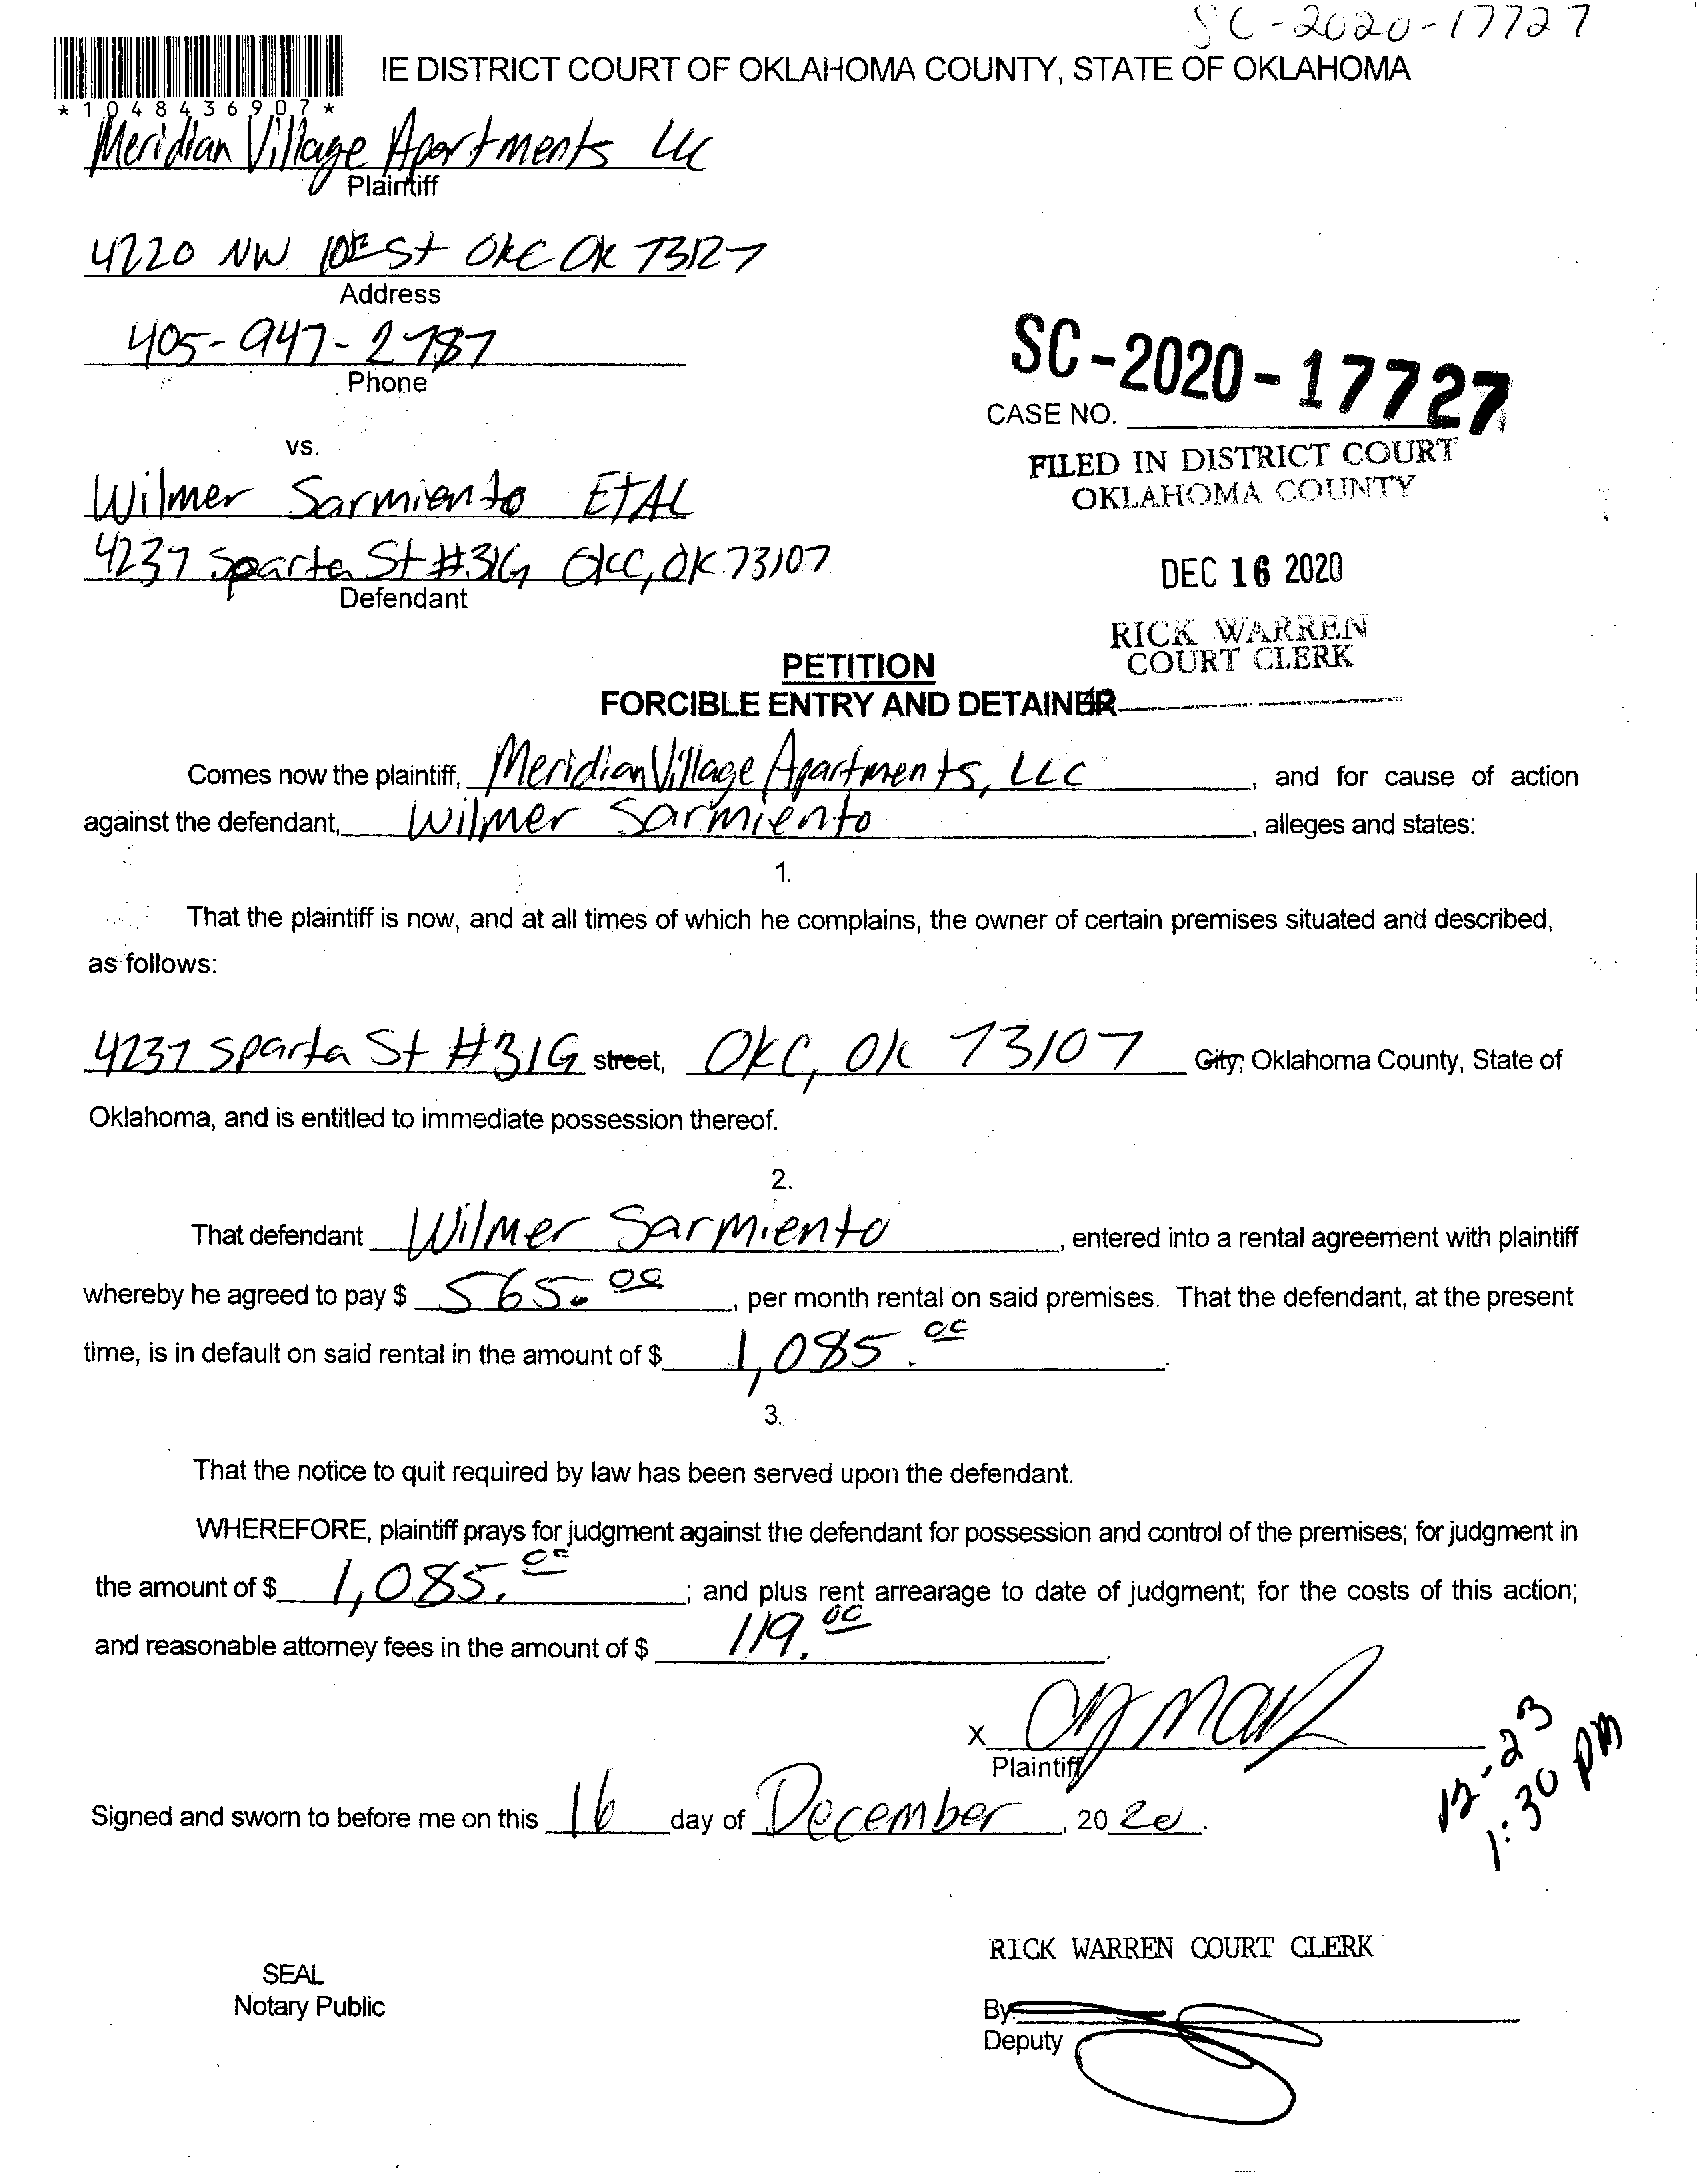 SC-2020-17727
IE DISTRICT COURT OF OKLAHOMA COUNTY, STATE OF OKLAHOMA
*1048436907*
Meridian Village Apartments LLC
Plaintiff
4220 NW 10th St OKC OK 73127
Address
405-947-2787
Phone
SC-2020-17727
CASE NO.
vs.
FILED IN DISTRICT COURT
OKLAHOMA COUNTY
Wilmer Sarmiento ETAL
4237 Sparta St #31G OKC, OK 73107
Defendant
DEC 16 2020
RICK WARREN
COURT CLERK
PETITION
FORCIBLE ENTRY AND DETAINER
Comes now the plaintiff, Meridian Village Apartments, LLC, and for cause of action
against the defendant, Wilmer Sarmiento, alleges and states:
1.
That the plaintiff is now, and at all times of which he complains, the owner of certain premises situated and described,
as follows:
4237 Sparta St #31G street, OKC, OK 73107 City, Oklahoma County, State of
Oklahoma, and is entitled to immediate possession thereof.
2.
That defendant Wilmer Sarmiento, entered into a rental agreement with plaintiff
whereby he agreed to pay $ 565.00, per month rental on said premises. That the defendant, at the present
time, is in default on said rental in the amount of $ 1,085.00.
3.
That the notice to quit required by law has been served upon the defendant.
WHEREFORE, plaintiff prays for judgment against the defendant for possession and control of the premises; for judgment in
the amount of $ 1,085.00; and plus rent arrearage to date of judgment; for the costs of this action;
and reasonable attorney fees in the amount of $ 119.00.
X
Plaintiff
12-23
1:30 PM
Signed and sworn to before me on this 16 day of December, 2020.
RICK WARREN COURT CLERK
SEAL
Notary Public
By
Deputy